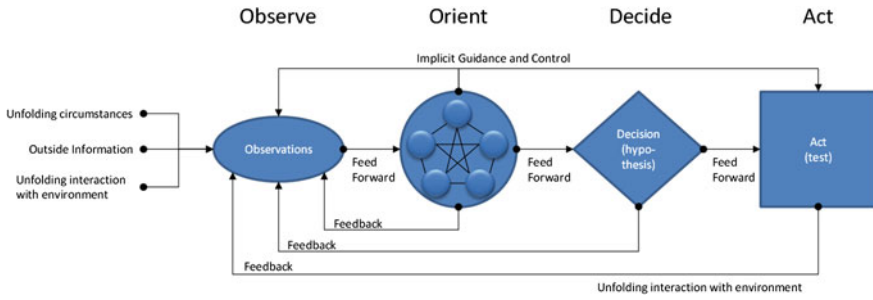 Observe
Orient
Decide
Act
Implicit Guidance and Control
Unfolding circumstances
Outside Information
Unfolding interaction
with environment
Observations
Feed
Forward
Feed
Forward
Decision
(hypo-
thesis)
Feed
Forward
Act
(test)
Feedback
Feedback
Feedback
Unfolding interaction with environment